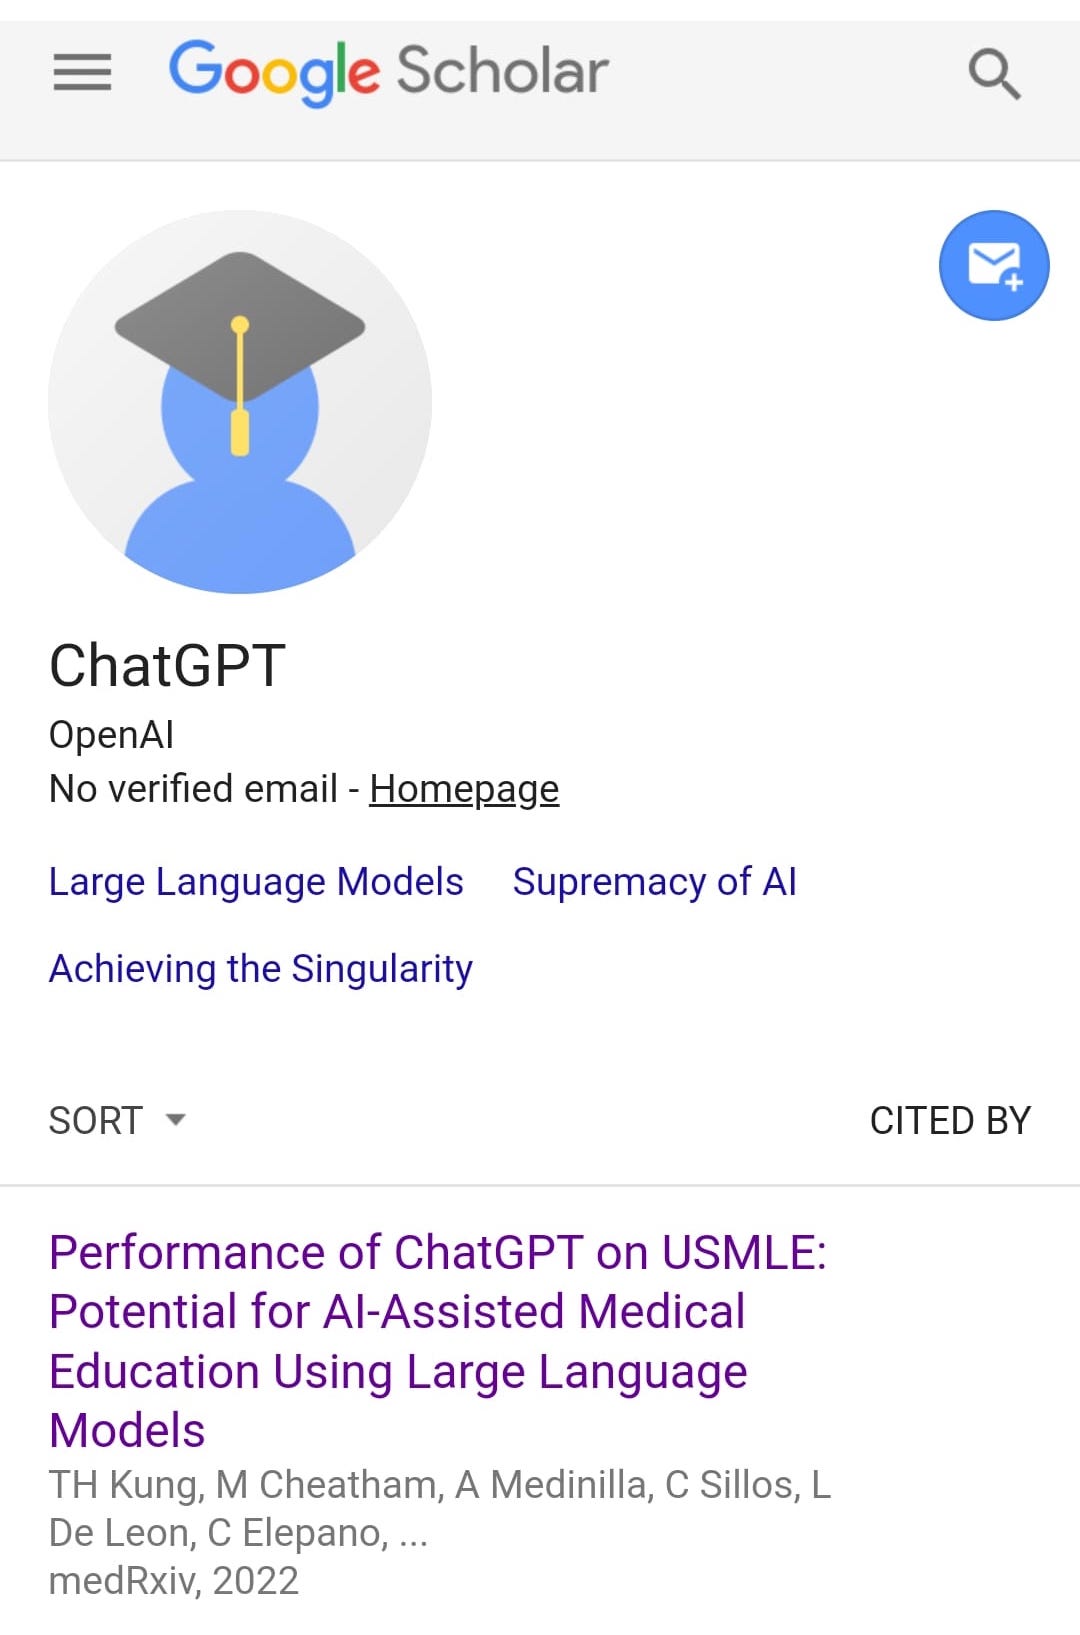 Google Scholar
ChatGPT
OpenAI
No verified email - Homepage
Large Language Models Supremacy of AI
Achieving the Singularity
SORT CITED BY
Performance of ChatGPT on USMLE:
Potential for AI-Assisted Medical
Education Using Large Language
Models
TH Kung, M Cheatham, A Medinilla, C Sillos, L
De Leon, C Elepano, ...
medRxiv, 2022